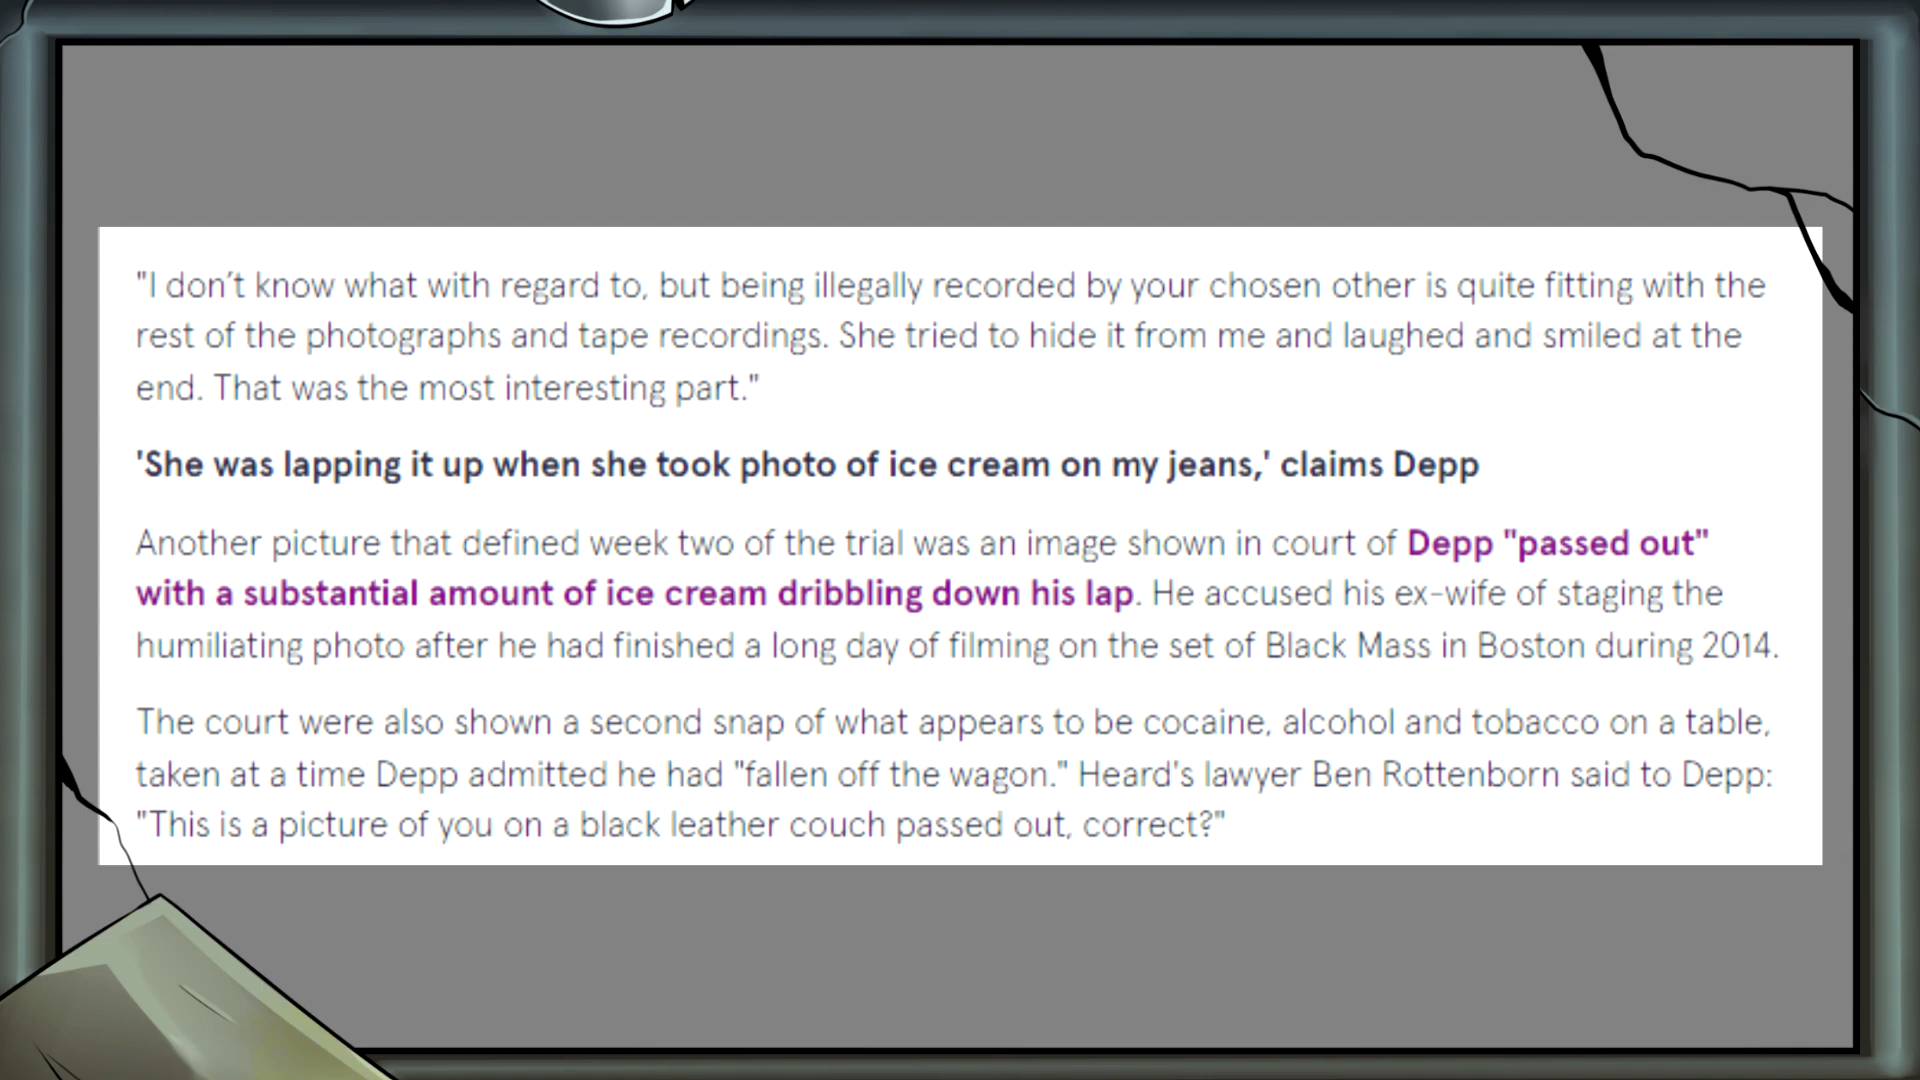 "I don’t know what with regard to, but being illegally recorded by your chosen other is quite fitting with the
rest of the photographs and tape recordings. She tried to hide it from me and laughed and smiled at the
end. That was the most interesting part."
'She was lapping it up when she took photo of ice cream on my jeans,' claims Depp
Another picture that defined week two of the trial was an image shown in court of Depp "passed out"
with a substantial amount of ice cream dribbling down his lap. He accused his ex-wife of staging the
humiliating photo after he had finished a long day of filming on the set of Black Mass in Boston during 2014.
The court were also shown a second snap of what appears to be cocaine, alcohol and tobacco on a table,
taken at a time Depp admitted he had "fallen off the wagon." Heard's lawyer Ben Rottenborn said to Depp:
"This is a picture of you on a black leather couch passed out, correct?"